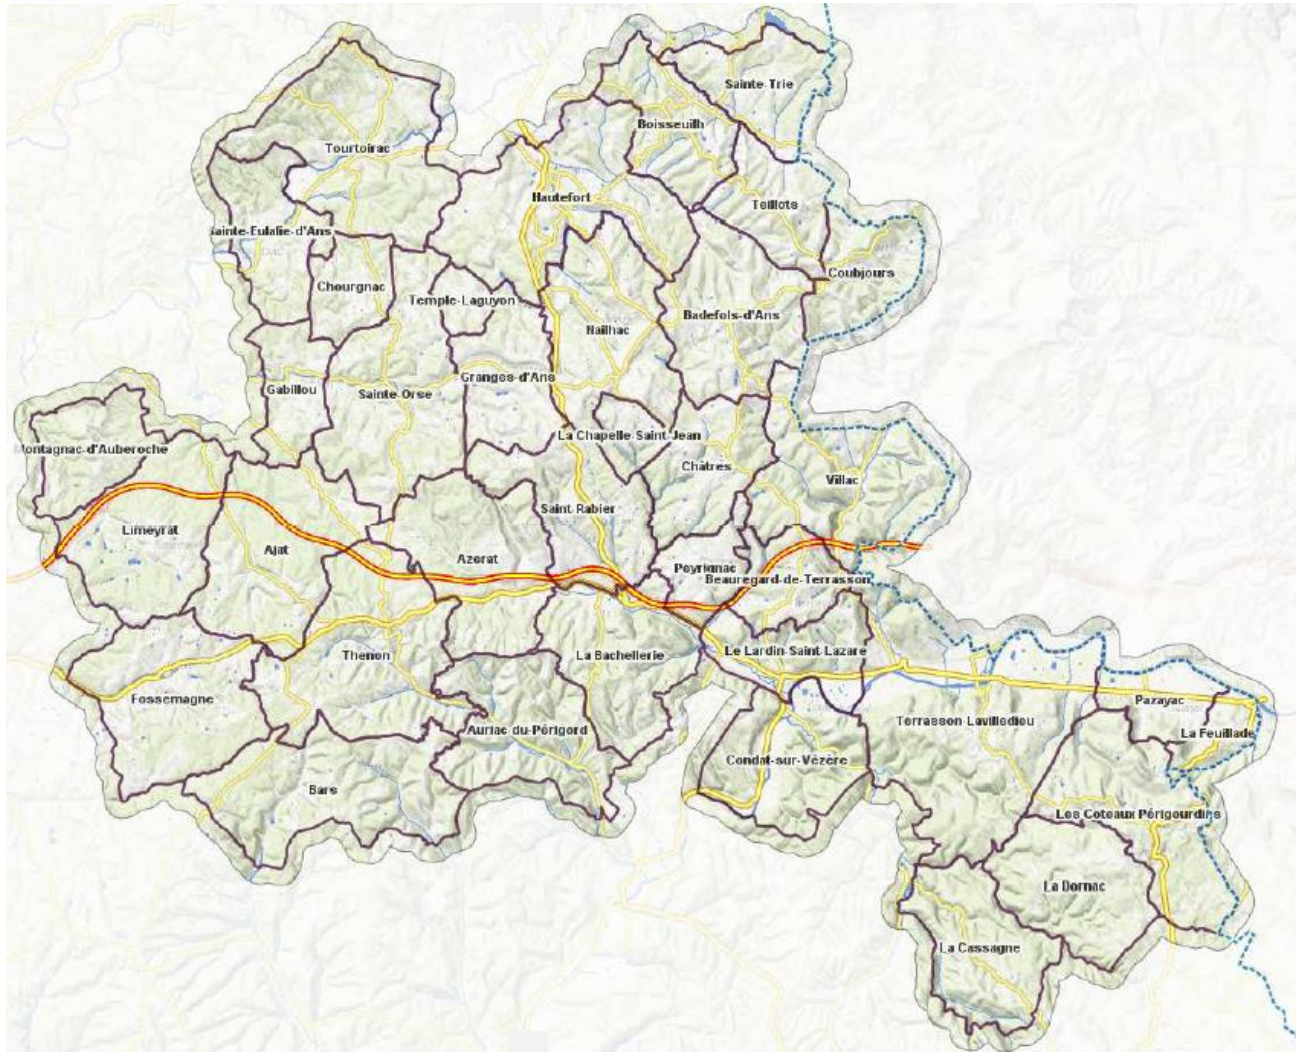 Sainte-Trie
Boisseuilh
Tourtoirac
Hautefort
Teillots
Sainte-Eulalie-d'Ans
Coubjours
Chourgnac
Temple-Laguyon
Badefols-d'Ans
Nailhac
Granges-d'Ans
Gabillou
Sainte-Orse
La Chapelle-Saint-Jean
Montagnac-d'Auberoche
Châtres
Villac
Saint-Rabier
Limeyrat
Ajat
Azerat
Peyrignac
Beauregard-de-Terrasson
Thenon
La Bachellerie
Le Lardin-Saint-Lazare
Fossemagne
Pazayac
Terrasson-Lavilledieu
Auriac-du-Périgord
La Feuillade
Condat-sur-Vézère
Bars
Les Coteaux Périgourdins
La Dornac
La Cassagne